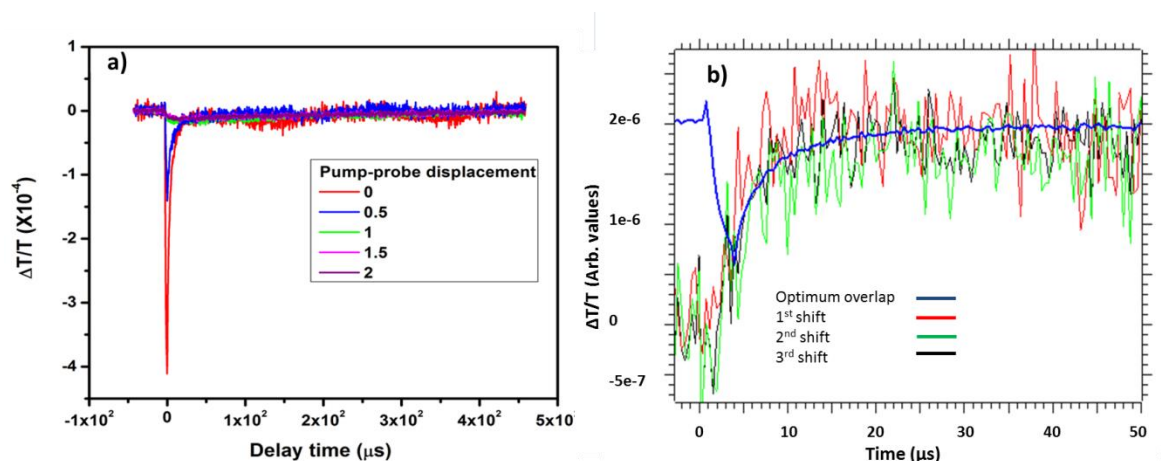 a)
1
0
-1
-2
-3
-4
ΔT/T (X10⁻⁴)
Pump-probe displacement
0
0.5
1
1.5
2
-1x10² 0 1x10² 2x10² 3x10² 4x10² 5x10²
Delay time (μs)
b)
2e-6
1e-6
0
-5e-7
ΔT/T (Arb. values)
Optimum overlap
1st shift
2nd shift
3rd shift
0 10 20 30 40 50
Time (μs)